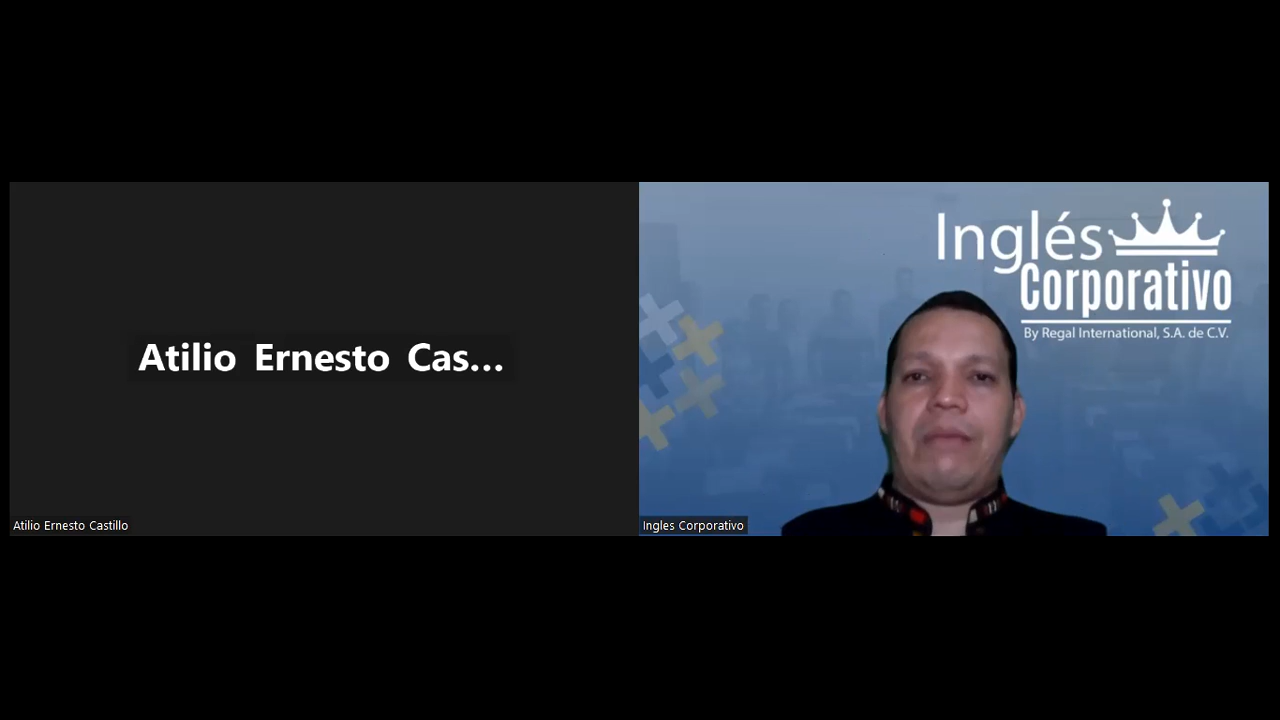 Atilio Ernesto Cas...
Atilio Ernesto Castillo
Inglés
Corporativo
By Regal International, S.A. de C.V.
Ingles Corporativo